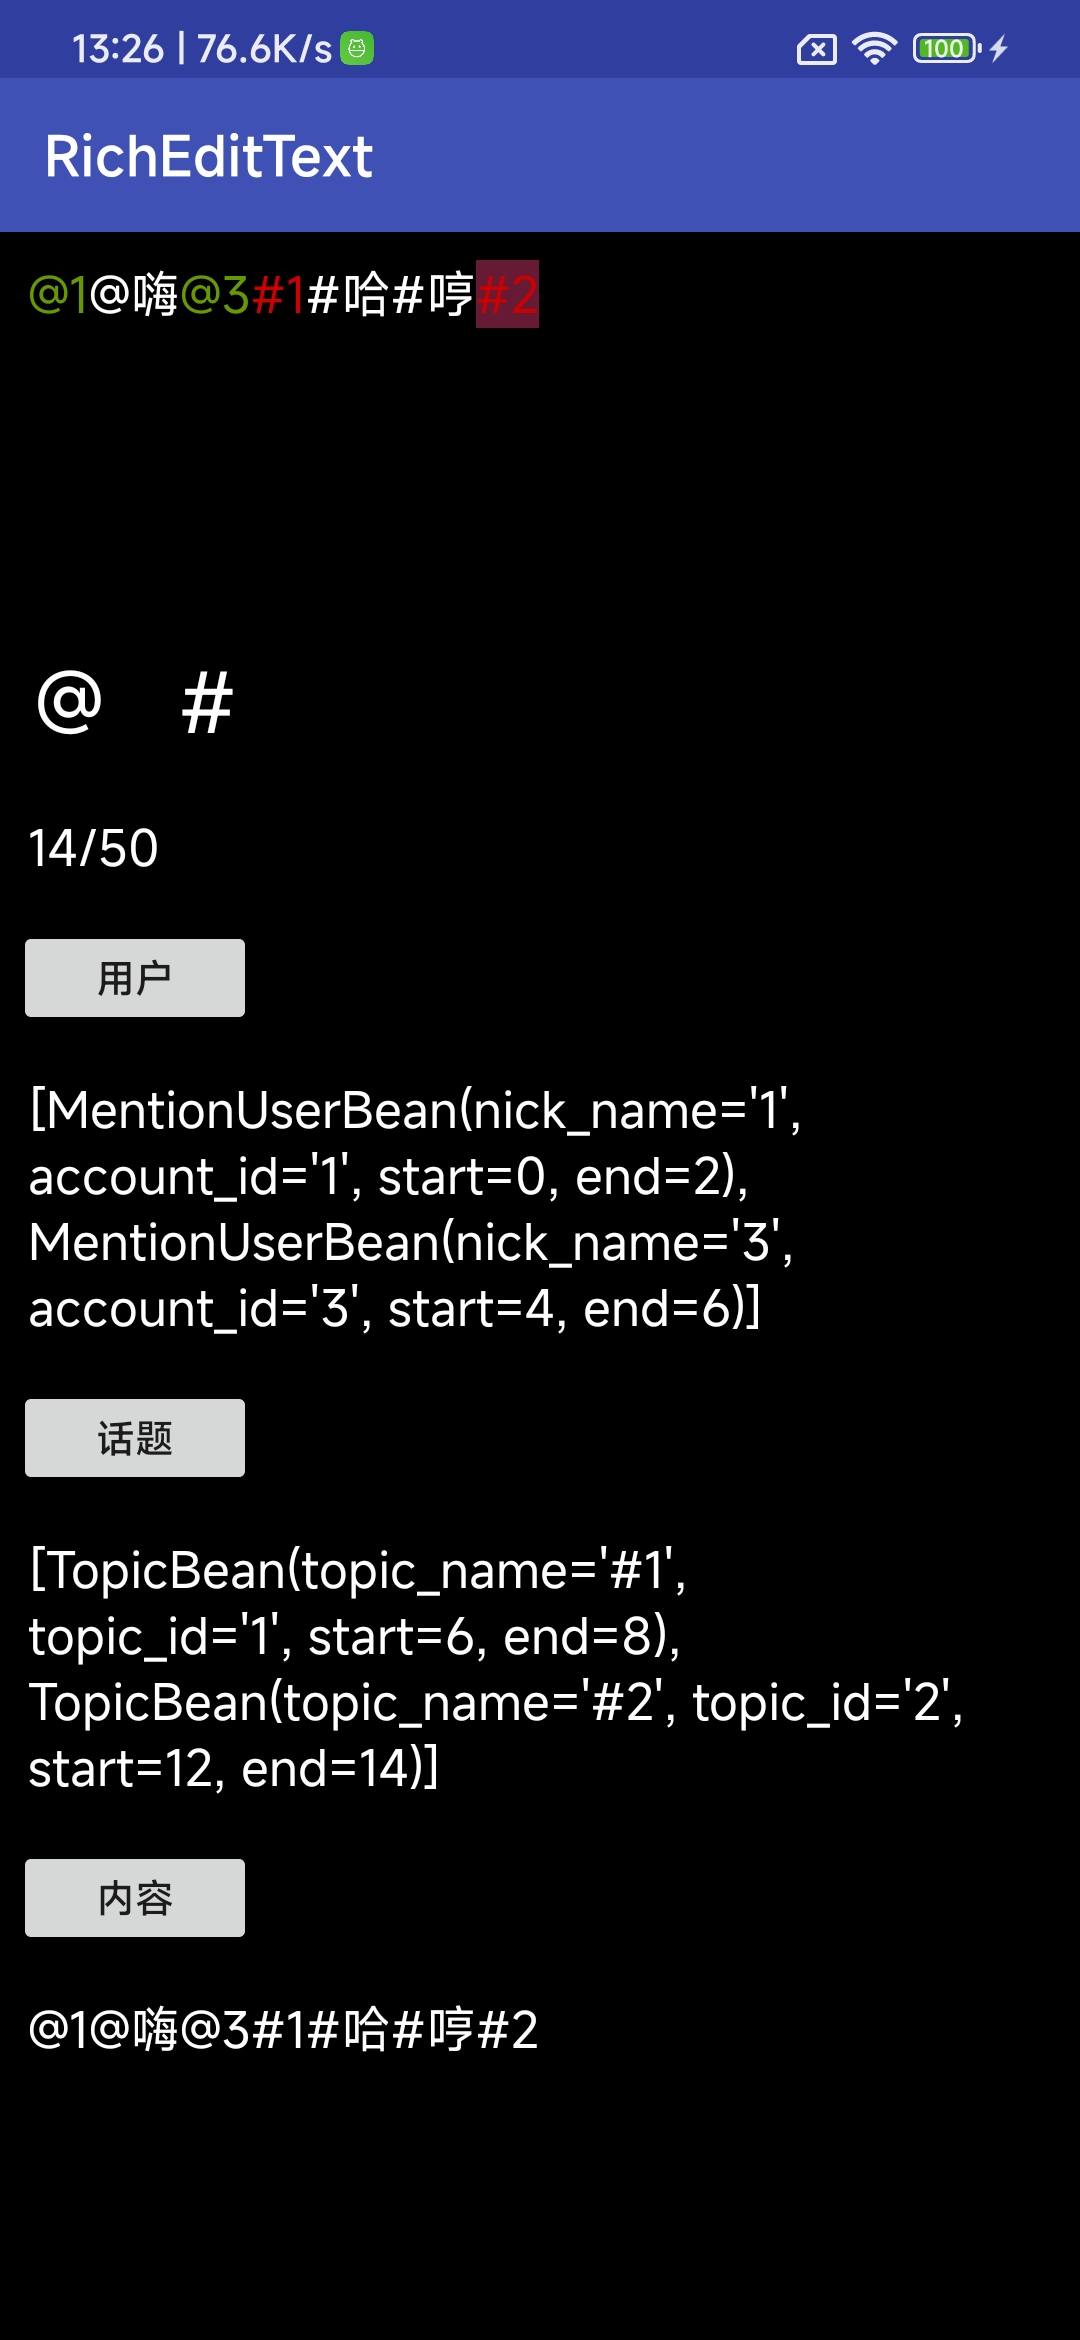 13:26 | 76.6K/s
100
RichEditText
@1@嗨@3#1#哈#哼#2
@ #
14/50
用户
[MentionUserBean(nick_name='1',
account_id='1', start=0, end=2),
MentionUserBean(nick_name='3',
account_id='3', start=4, end=6)]
话题
[TopicBean(topic_name='#1',
topic_id='1', start=6, end=8),
TopicBean(topic_name='#2', topic_id='2',
start=12, end=14)]
内容
@1@嗨@3#1#哈#哼#2